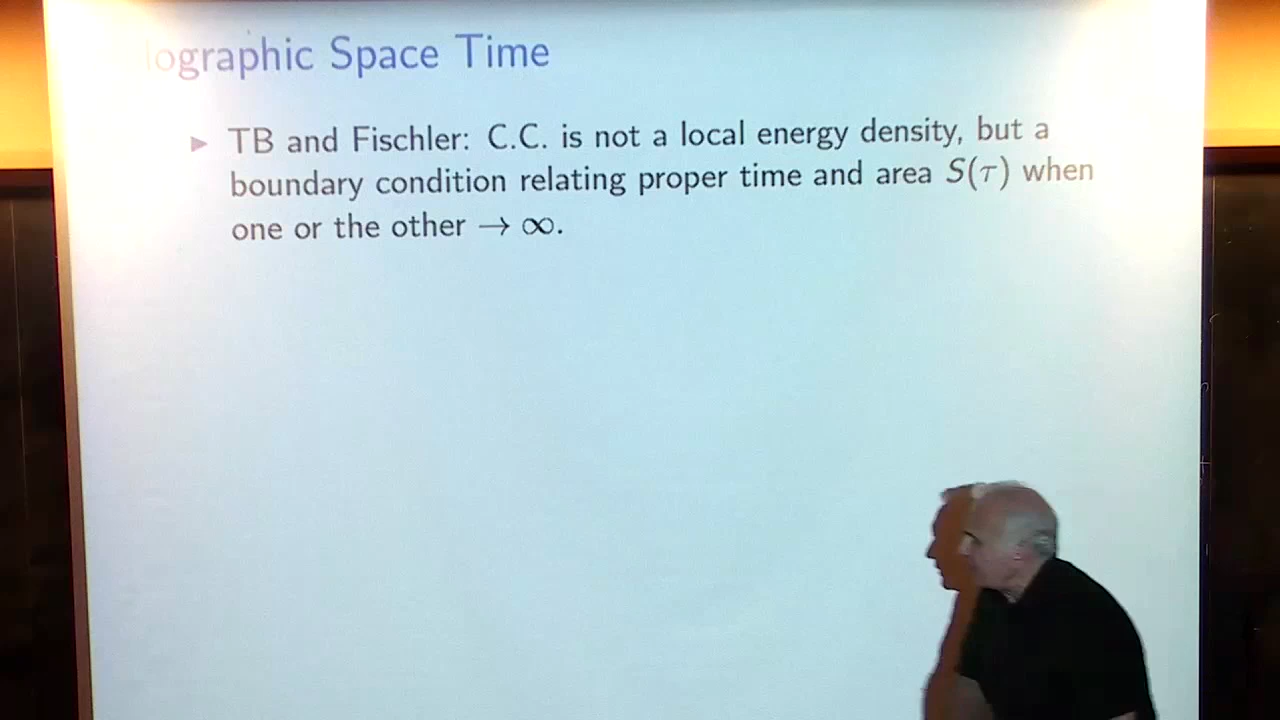 lographic Space Time
► TB and Fischler: C.C. is not a local energy density, but a
boundary condition relating proper time and area S(τ) when
one or the other → ∞.